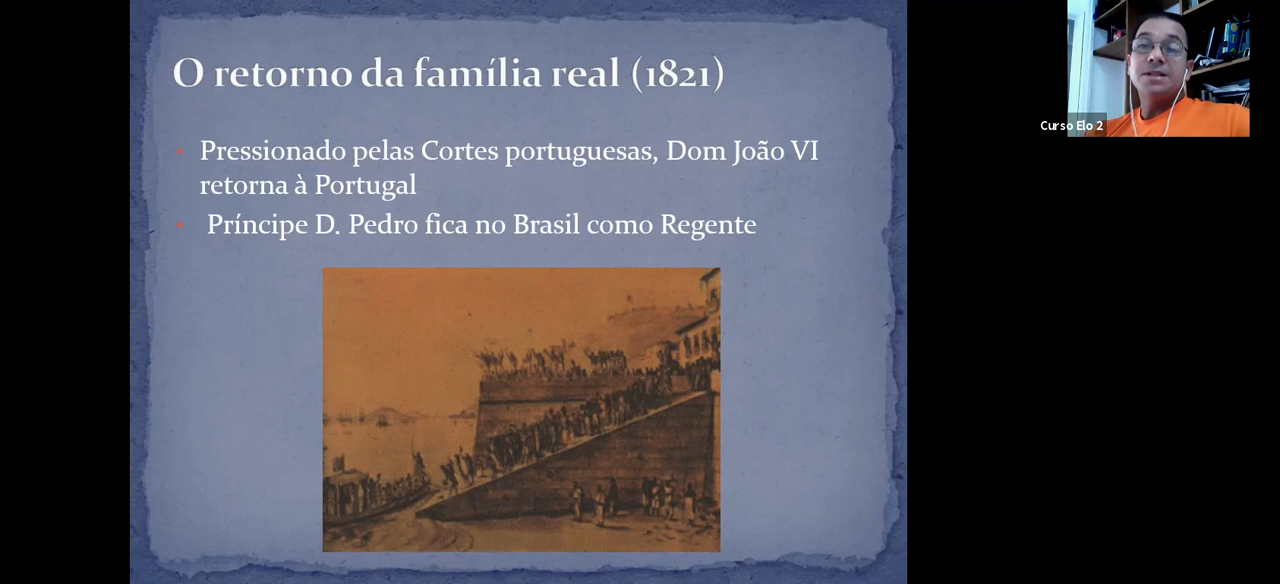 O retorno da família real (1821)
Pressionado pelas Cortes portuguesas, Dom João VI
retorna à Portugal
Príncipe D. Pedro fica no Brasil como Regente
Curso Elo 2